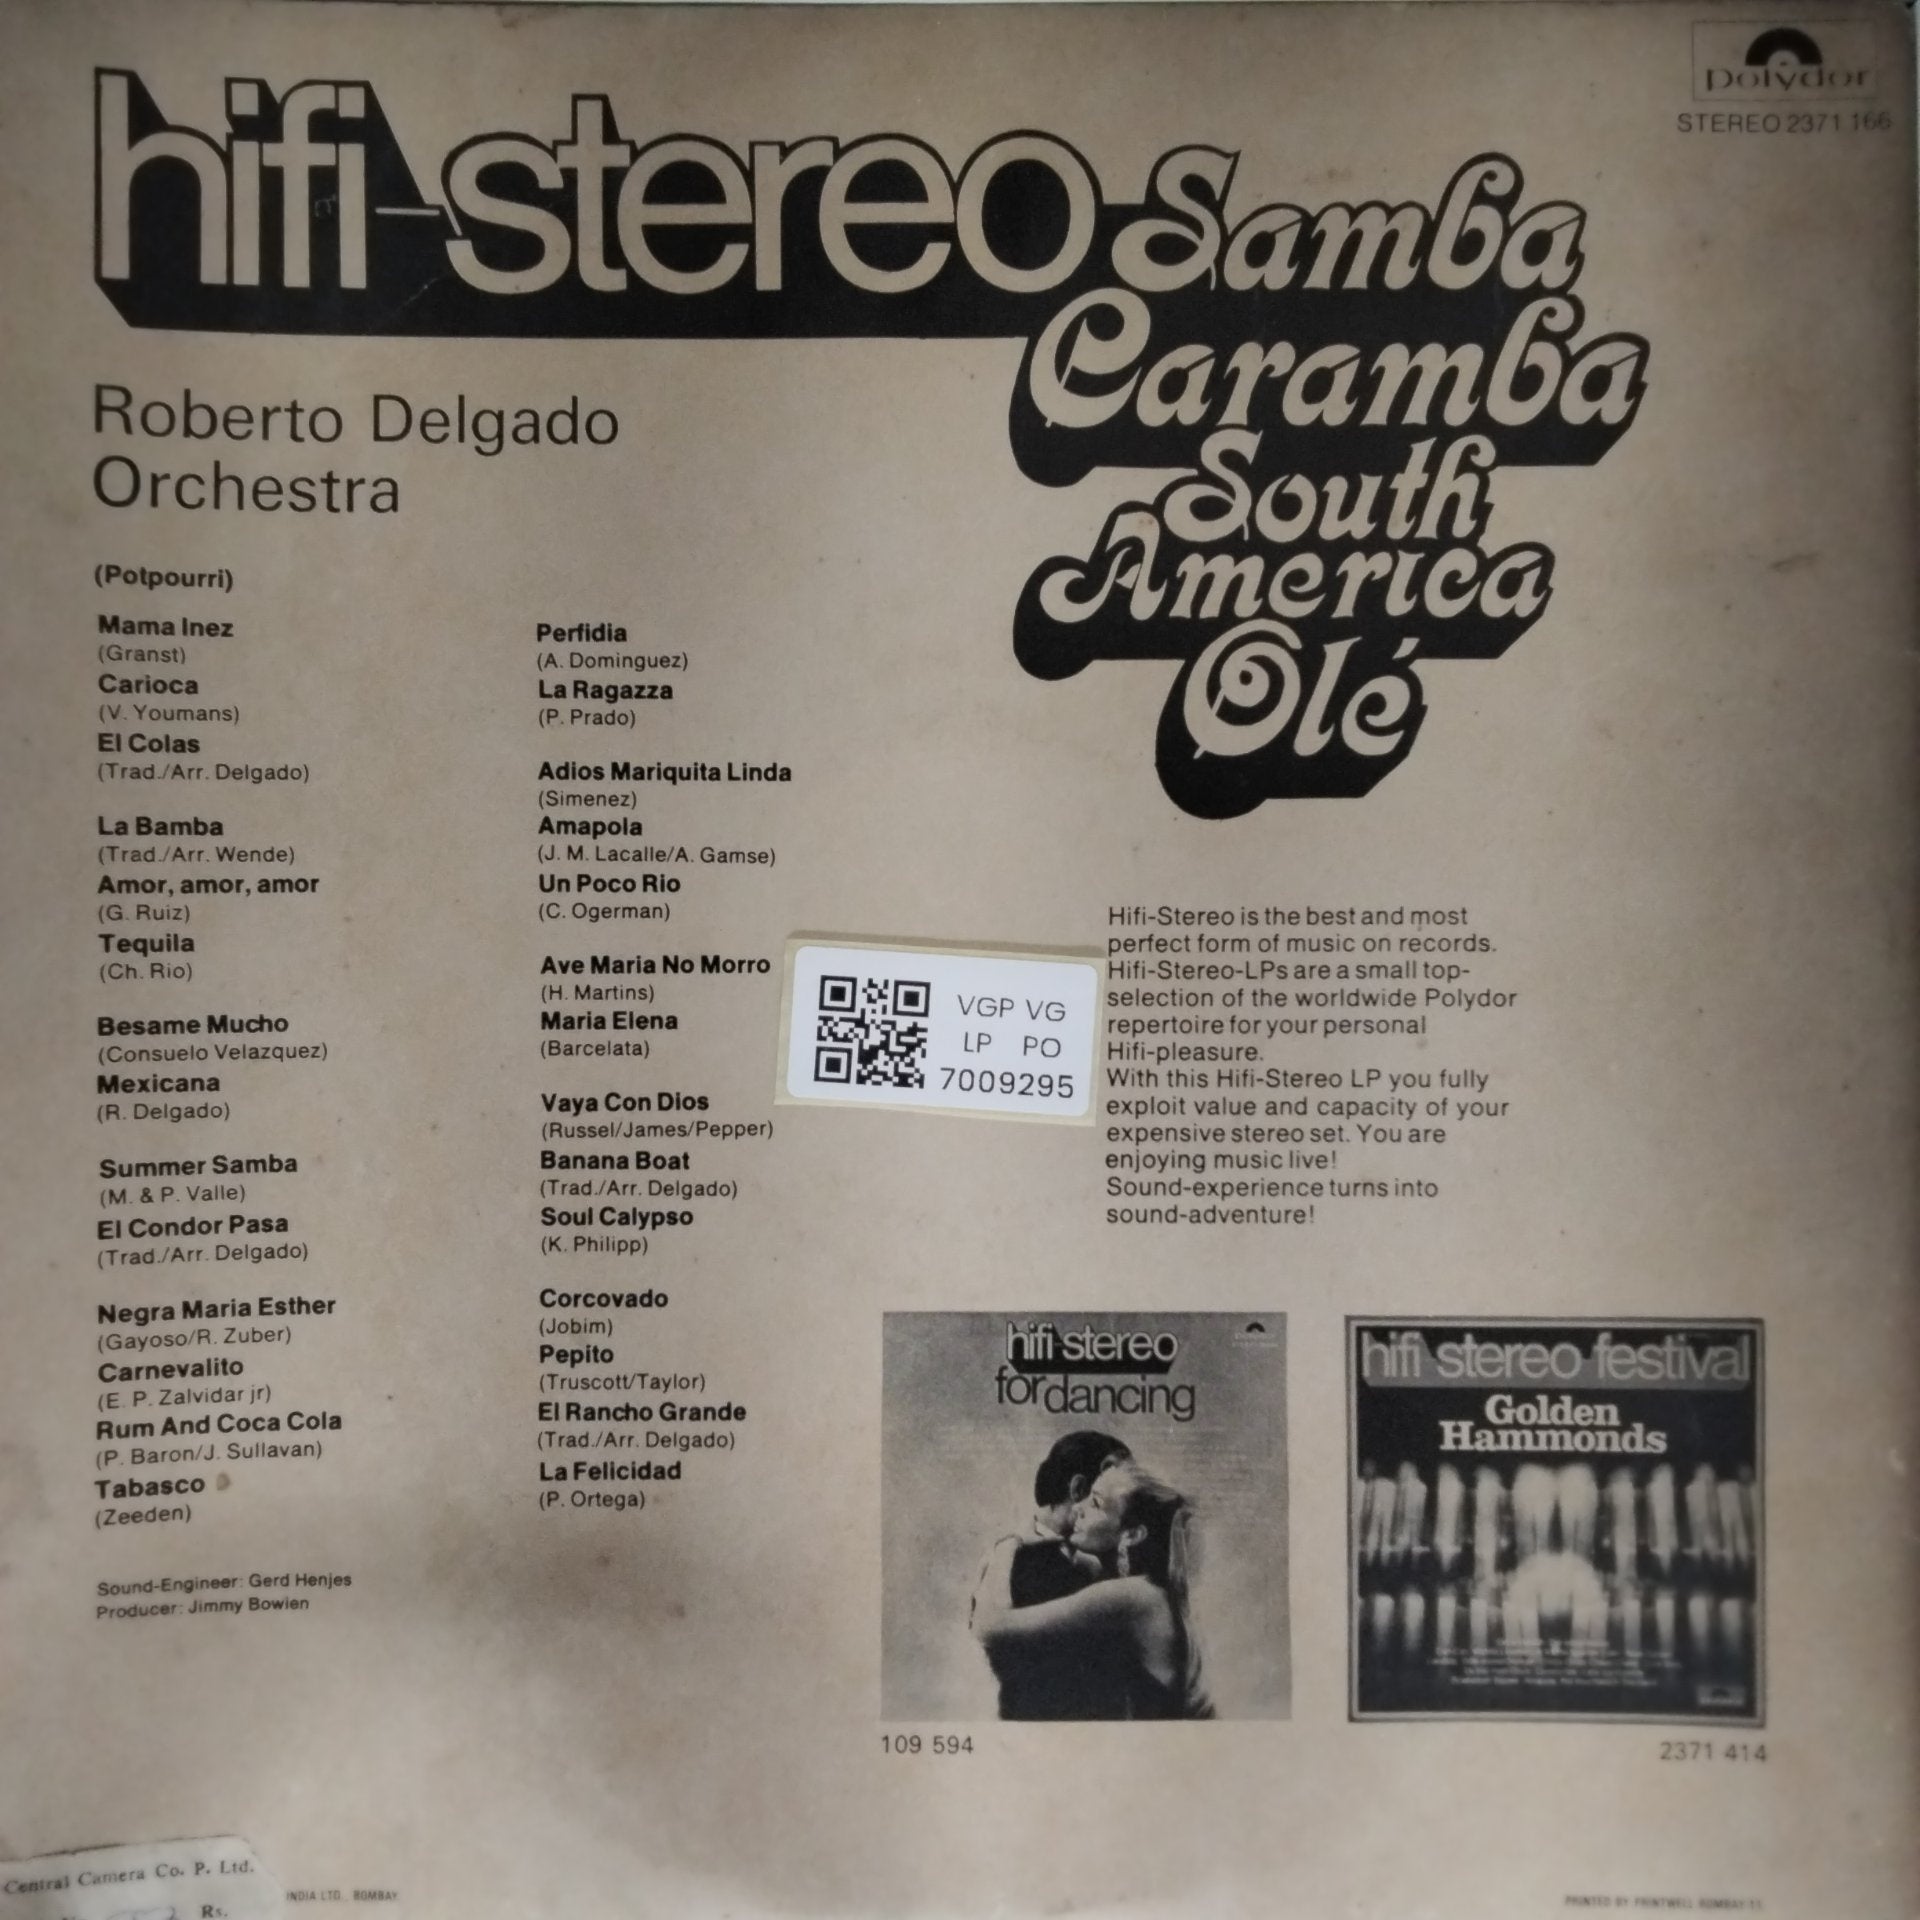 polydor
STEREO 2371 166
hifi-stereo Samba
Caramba
South
America
Olé
Roberto Delgado
Orchestra
(Potpourri)
Mama Inez
(Granst)
Carioca
(V. Youmans)
El Colas
(Trad./Arr. Delgado)
La Bamba
(Trad./Arr. Wende)
Amor, amor, amor
(G. Ruiz)
Tequila
(Ch. Rio)
Besame Mucho
(Consuelo Velazquez)
Mexicana
(R. Delgado)
Summer Samba
(M. & P. Valle)
El Condor Pasa
(Trad./Arr. Delgado)
Negra Maria Esther
(Gayoso/R. Zuber)
Carnevalito
(E. P. Zalvidar jr)
Rum And Coca Cola
(P. Baron/J. Sullavan)
Tabasco
(Zeeden)
Sound-Engineer: Gerd Henjes
Producer: Jimmy Bowien
Perfidia
(A. Dominguez)
La Ragazza
(P. Prado)
Adios Mariquita Linda
(Simenez)
Amapola
(J. M. Lacalle/A. Gamse)
Un Poco Rio
(C. Ogerman)
Ave Maria No Morro
(H. Martins)
Maria Elena
(Barcelata)
Vaya Con Dios
(Russel/James/Pepper)
Banana Boat
(Trad./Arr. Delgado)
Soul Calypso
(K. Philipp)
Corcovado
(Jobim)
Pepito
(Truscott/Taylor)
El Rancho Grande
(Trad./Arr. Delgado)
La Felicidad
(P. Ortega)
VGP VG
LP PO
7009295
Hifi-Stereo is the best and most
perfect form of music on records.
Hifi-Stereo-LPs are a small top-
selection of the worldwide Polydor
repertoire for your personal
Hifi-pleasure.
With this Hifi-Stereo LP you fully
exploit value and capacity of your
expensive stereo set. You are
enjoying music live!
Sound-experience turns into
sound-adventure!
hifi-stereo
for dancing
109 594
hifi stereo festival
Golden
Hammonds
2371 414
Central Camera Co. P. Ltd.
Rs.
INDIA LTD., BOMBAY
PRINTED BY PRINTWELL BOMBAY-11